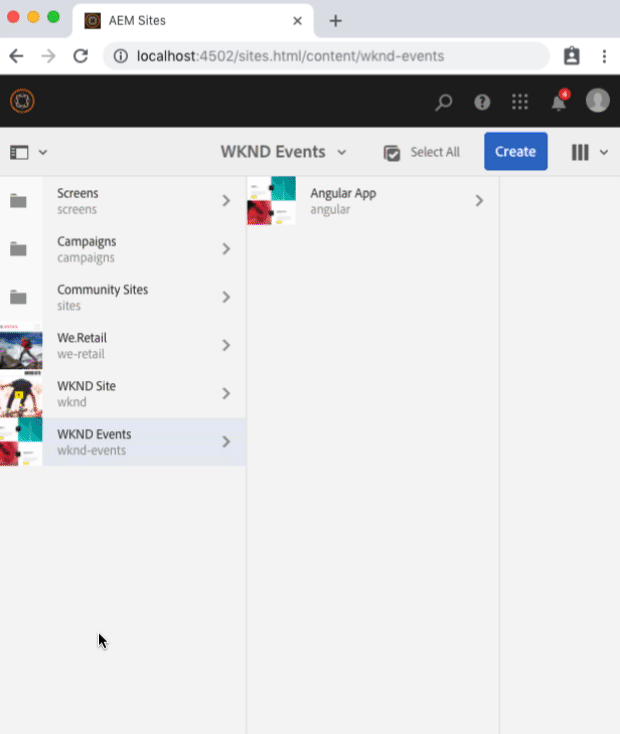 AEM Sites
localhost:4502/sites.html/content/wknd-events
WKND Events
Select All
Create
Screens
screens
Campaigns
campaigns
Community Sites
sites
We.Retail
we-retail
WKND Site
wknd
WKND Events
wknd-events
Angular App
angular